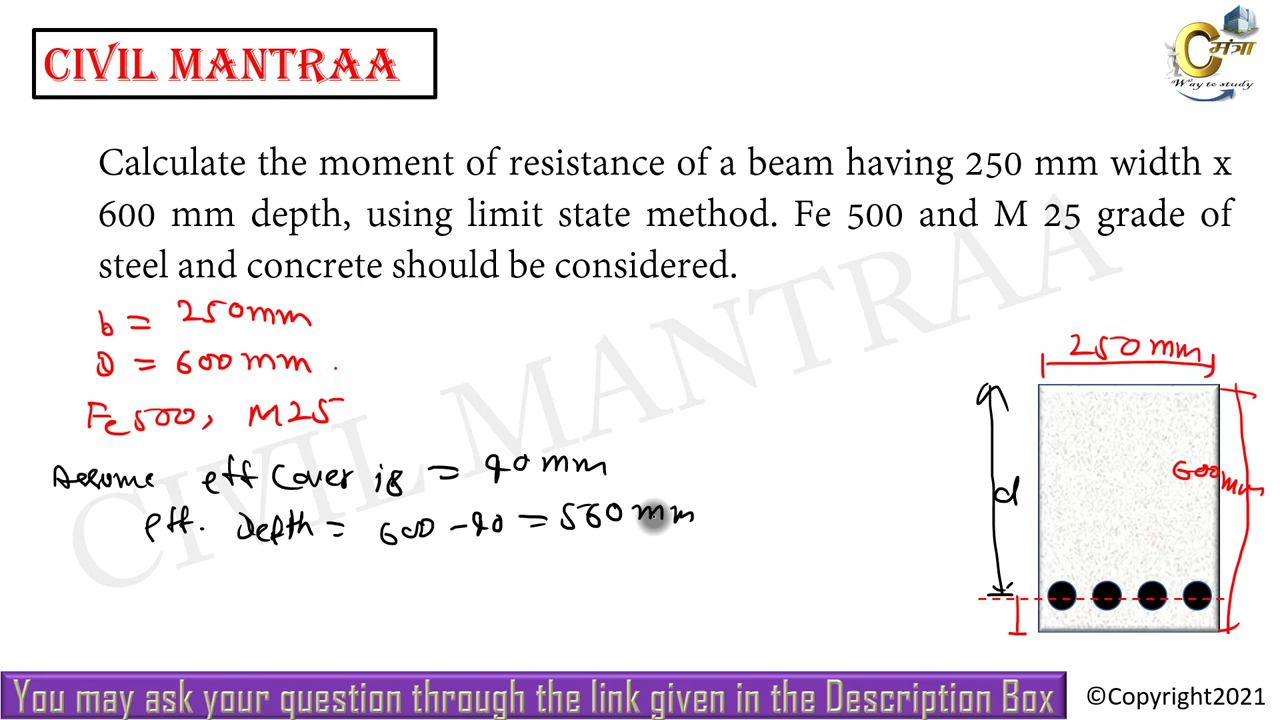 CIVIL MANTRAA
C मंत्रा
Way to study
Calculate the moment of resistance of a beam having 250 mm width x
600 mm depth, using limit state method. Fe 500 and M 25 grade of
steel and concrete should be considered.
b = 250mm
D = 600mm.
Fe500, M25
Assume eff Cover is = 40mm
eff. Depth = 600 - 40 = 560mm
250mm
d
600mm
CIVIL MANTRAA
You may ask your question through the link given in the Description Box
©Copyright2021